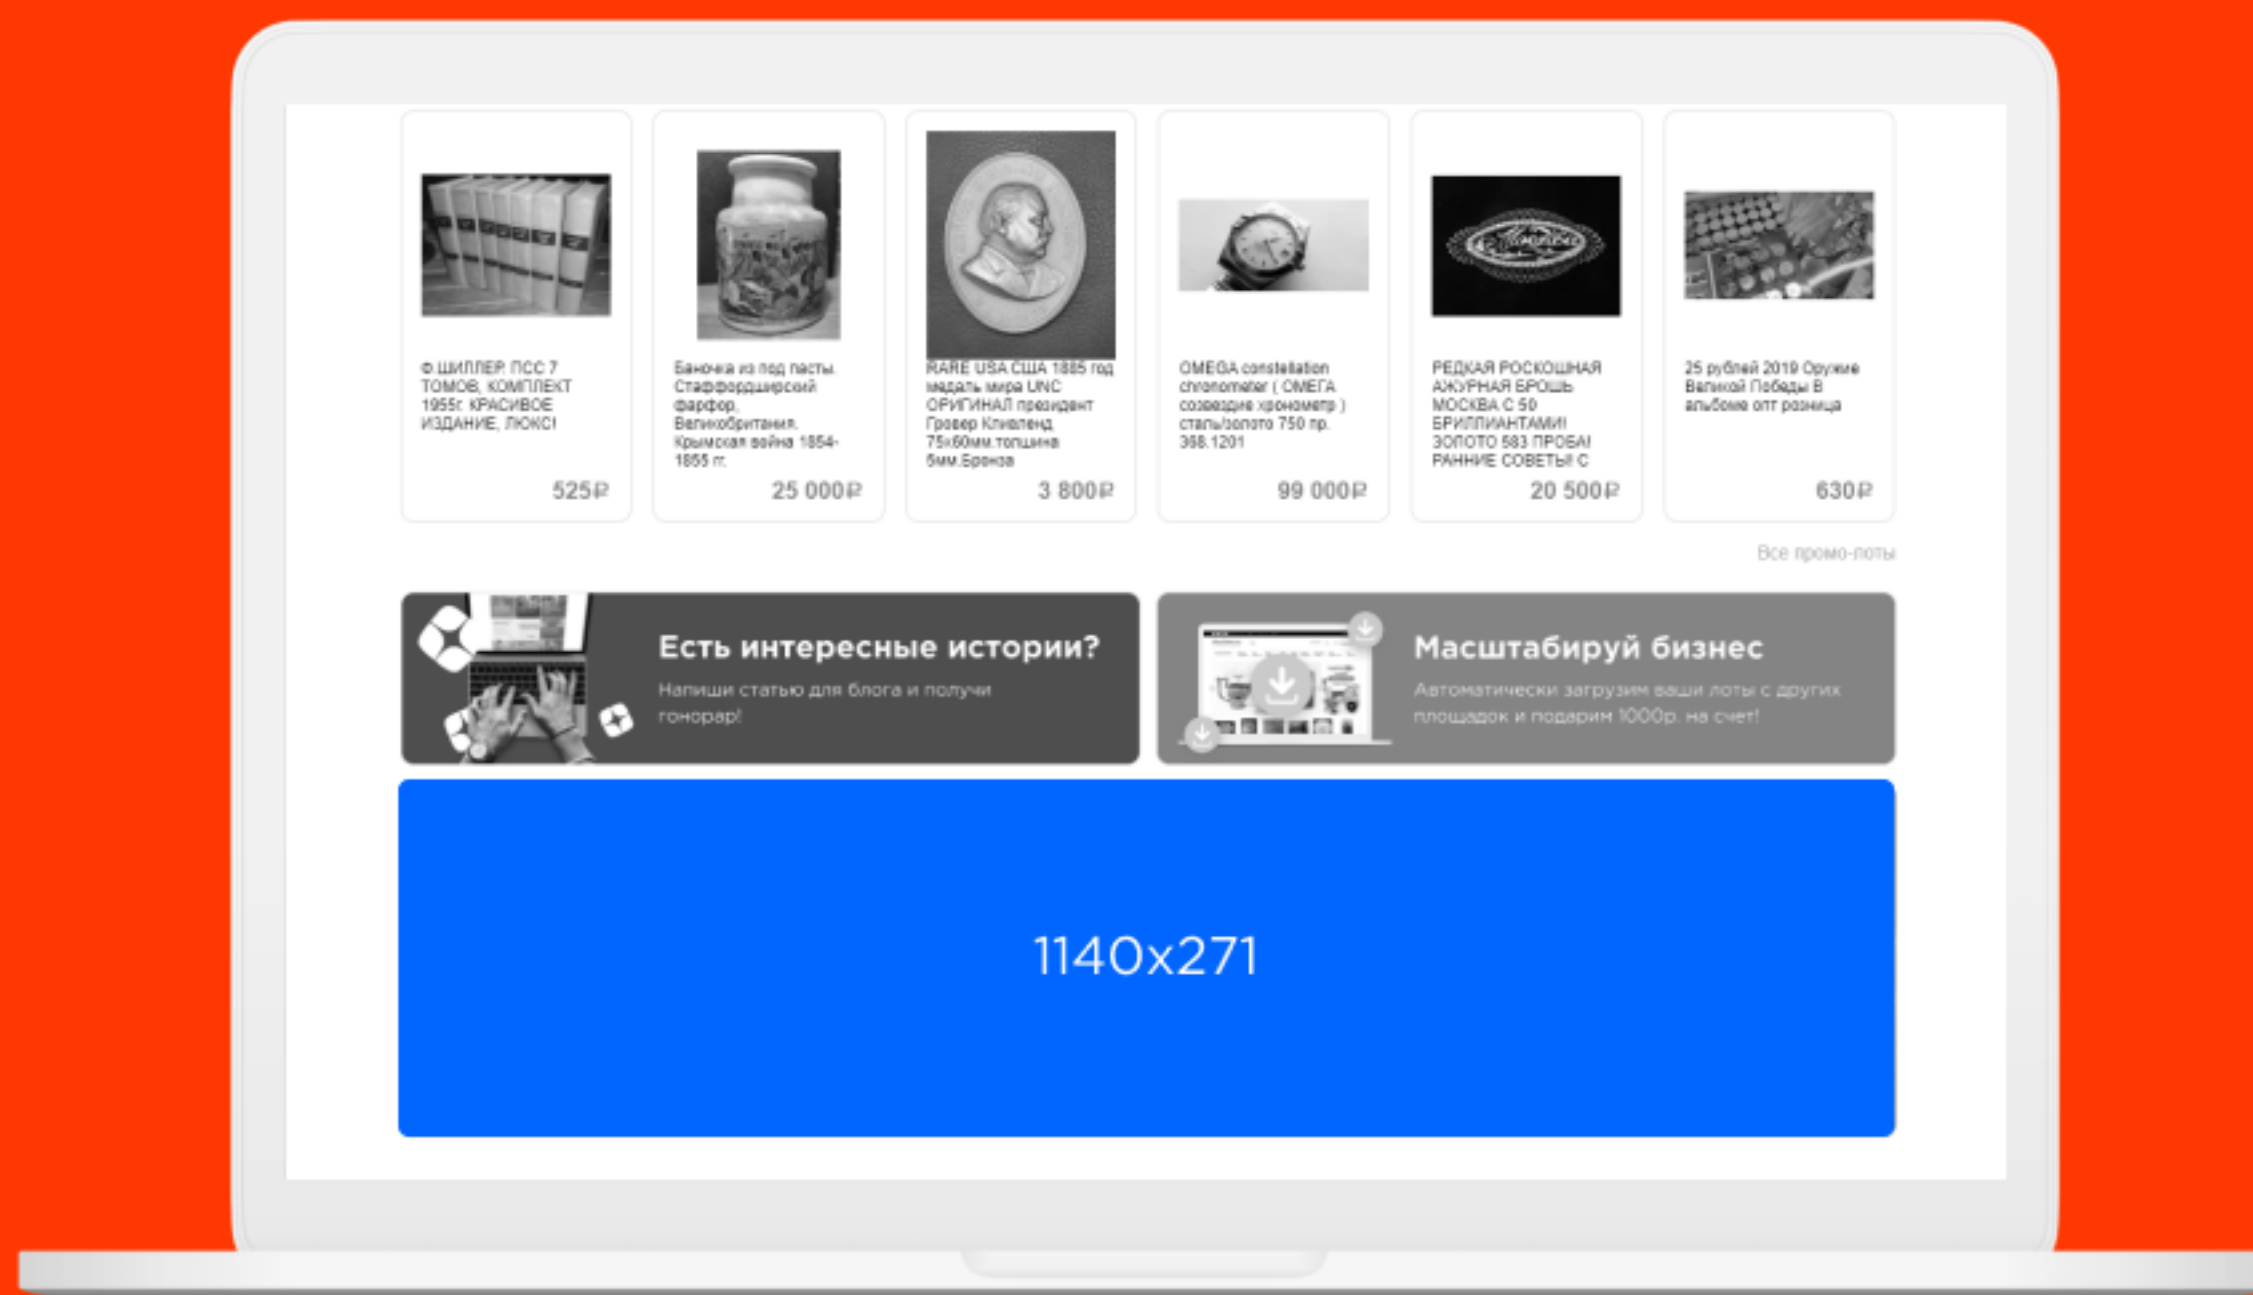 Ф.ШИЛЛЕР. ПСС 7
ТОМОВ, КОМПЛЕКТ
1955г. КРАСИВОЕ
ИЗДАНИЕ, ЛЮКС!
525₽
Баночка из под пасты.
Стаффордширский
фарфор,
Великобритания.
Крымская война 1854-
1855 гг.
25 000₽
RARE USA США 1885 год
медаль мира UNC
ОРИГИНАЛ президент
Гровер Кливленд
75х60мм.толщина
5мм.Бронза
3 800₽
OMEGA constellation
chronometer ( ОМЕГА
созвездие хронометр )
сталь/золото 750 пр.
368.1201
99 000₽
РЕДКАЯ РОСКОШНАЯ
АЖУРНАЯ БРОШЬ
МОСКВА С 50
БРИЛЛИАНТАМИ!
ЗОЛОТО 583 ПРОБА!
РАННИЕ СОВЕТЫ! С
20 500₽
25 рублей 2019 Оружие
Великой Победы В
альбоме опт розница
630₽
Все промо-лоты
Есть интересные истории?
Напиши статью для блога и получи
гонорар!
Масштабируй бизнес
Автоматически загрузим ваши лоты с других
площадок и подарим 1000р. на счет!
1140x271